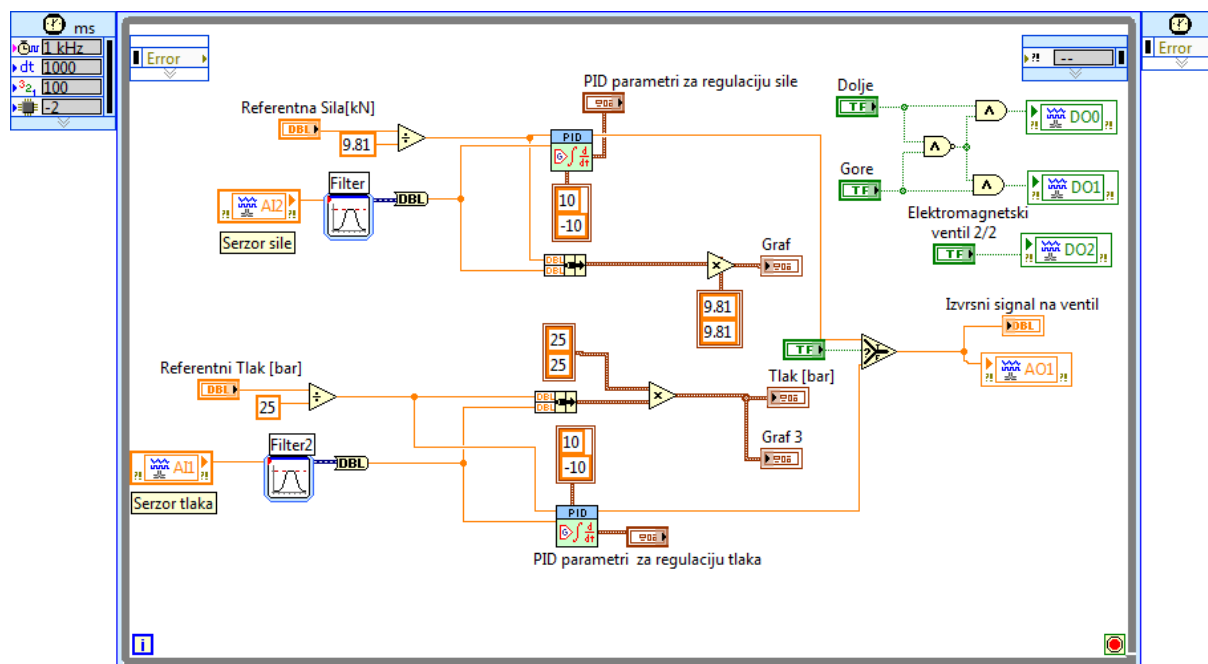 ms
1 kHz
dt 1000
321 100
-2
Error
?! --
Error
PID parametri za regulaciju sile
Dolje
Referentna Sila[kN]
TF
DO0
DBL
9.81
PID
Gore
Filter
TF
DO1
AI2
DBL
10
-10
Elektromagnetski
ventil 2/2
Serzor sile
Graf
TF
DO2
DBL
DBL
9.81
9.81
Izvrsni signal na ventil
DBL
25
25
TF
Referentni Tlak [bar]
Tlak [bar]
AO1
DBL
25
DBL
DBL
Graf 3
Filter2
10
-10
AI1
DBL
Serzor tlaka
PID
PID parametri za regulaciju tlaka
i